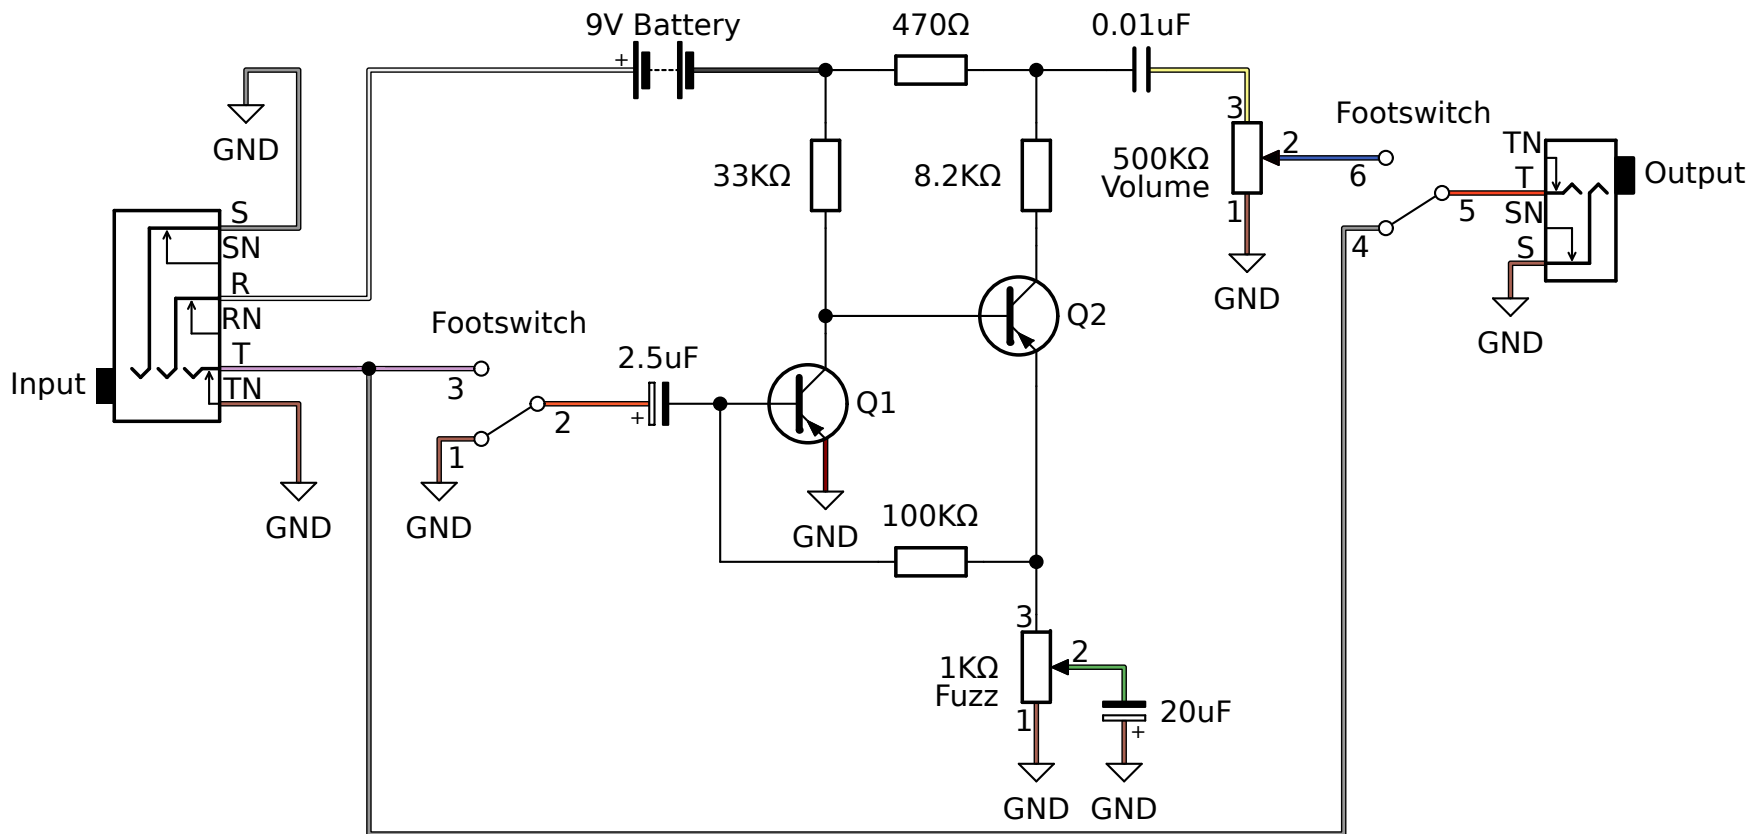 9V Battery
470Ω
0.01uF
+
GND
33KΩ
8.2KΩ
3
500KΩ
Volume
2
1
GND
Footswitch
6
5
4
TN
T
SN
S
Output
GND
S
SN
R
RN
T
TN
Input
GND
Footswitch
3
2
1
GND
2.5uF
+
Q1
Q2
GND
100KΩ
3
1KΩ
Fuzz
2
1
20uF
+
GND
GND